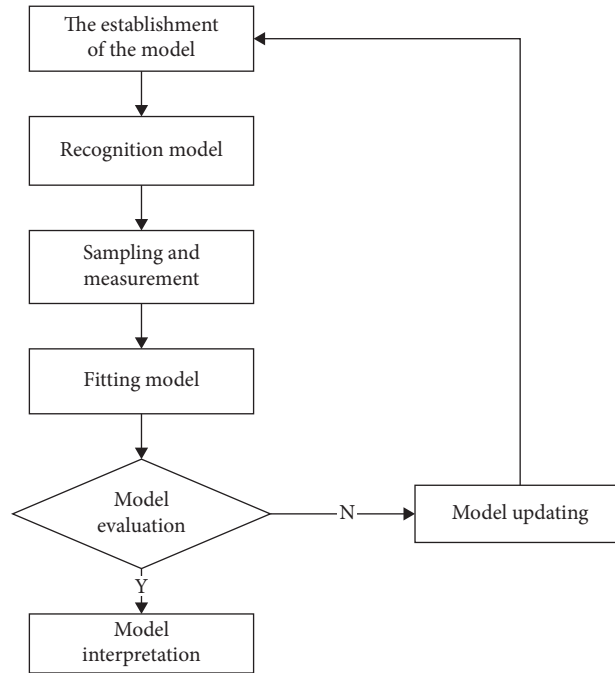 The establishment
of the model
Recognition model
Sampling and
measurement
Fitting model
Model
evaluation
N
Model updating
Y
Model
interpretation